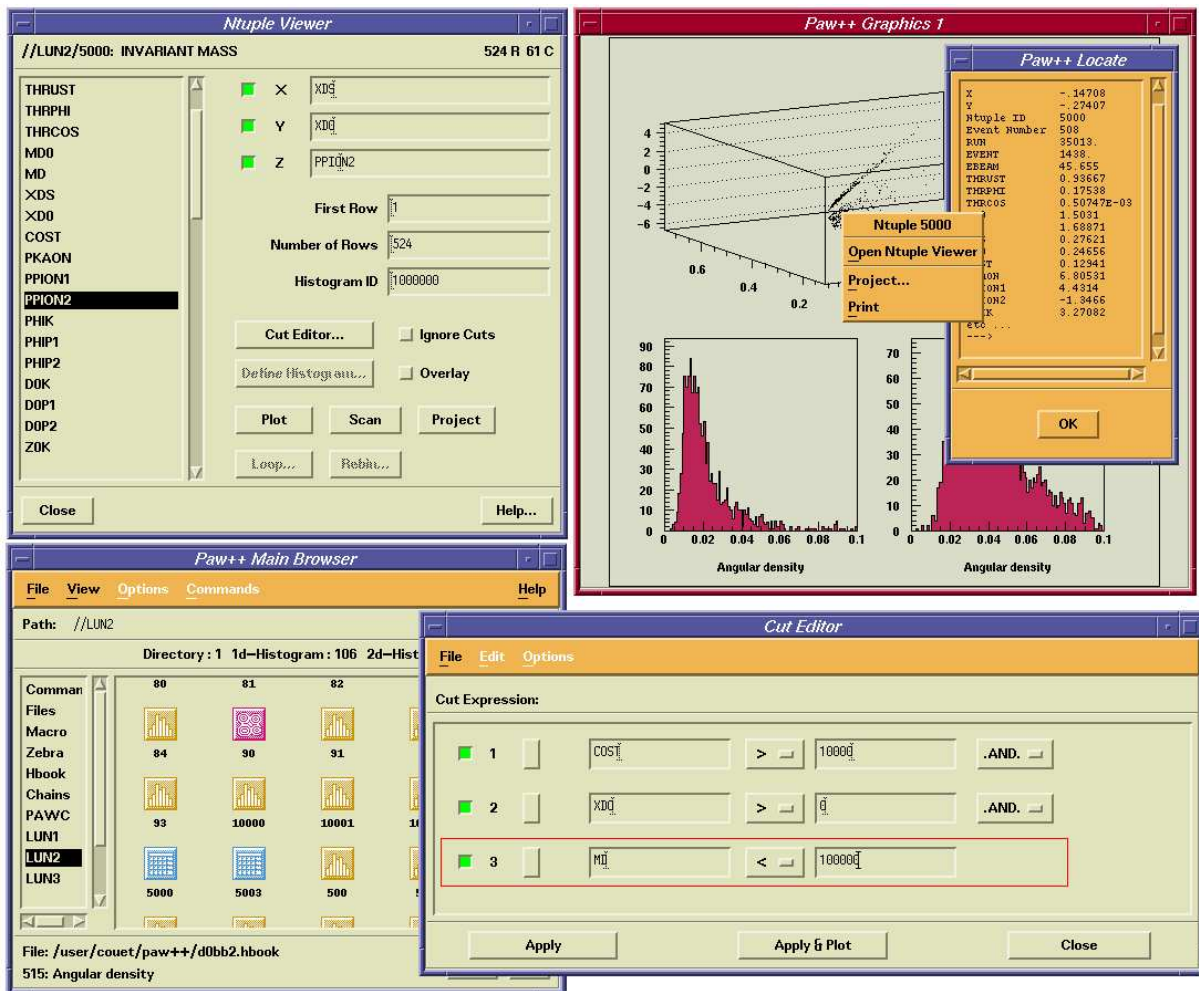 Ntuple Viewer
//LUN2/5000: INVARIANT MASS 524 R 61 C
THRUST
THRPHI
THRCOS
MD0
MD
XDS
XD0
COST
PKAON
PPION1
PPION2
PHIK
PHIP1
PHIP2
D0K
D0P1
D0P2
Z0K
X XDS
Y XD0
Z PPION2
First Row 1
Number of Rows 524
Histogram ID 1000000
Cut Editor... Ignore Cuts
Define Histogram... Overlay
Plot Scan Project
Loop... Rebin...
Close Help...
Paw++ Graphics 1
4
2
0
-2
-4
-6
0.6 0.4 0.2
Ntuple 5000
Open Ntuple Viewer
Project...
Print
90
80
70
60
50
40
30
20
10
0
0 0.02 0.04 0.06 0.08 0.1
Angular density
70
60
50
40
30
20
10
0
0 0.02 0.04 0.06 0.08 0.1
Angular density
Paw++ Locate
X -.14708
Y -.27407
Ntuple ID 5000
Event Number 508
RUN 35013.
EVENT 1438.
EBEAM 45.655
THRUST 0.93667
THRPHI 0.17538
THRCOS 0.50747E-03
1.5031
1.68871
0.27621
0.24656
0.12941
6.80531
4.4314
-1.3466
3.27082
etc ...
--->
OK
Paw++ Main Browser
File View Options Commands Help
Path: //LUN2
Directory : 1 1d-Histogram : 106 2d-Hist
Comman
Files
Macro
Zebra
Hbook
Chains
PAWC
LUN1
LUN2
LUN3
80 81 82
84 90 91
93 10000 10001
5000 5003 500
File: /user/couet/paw++/d0bb2.hbook
515: Angular density
Cut Editor
File Edit Options
Cut Expression:
1 COST > 10000 .AND.
2 XD0 > 0 .AND.
3 MD < 100000
Apply Apply & Plot Close